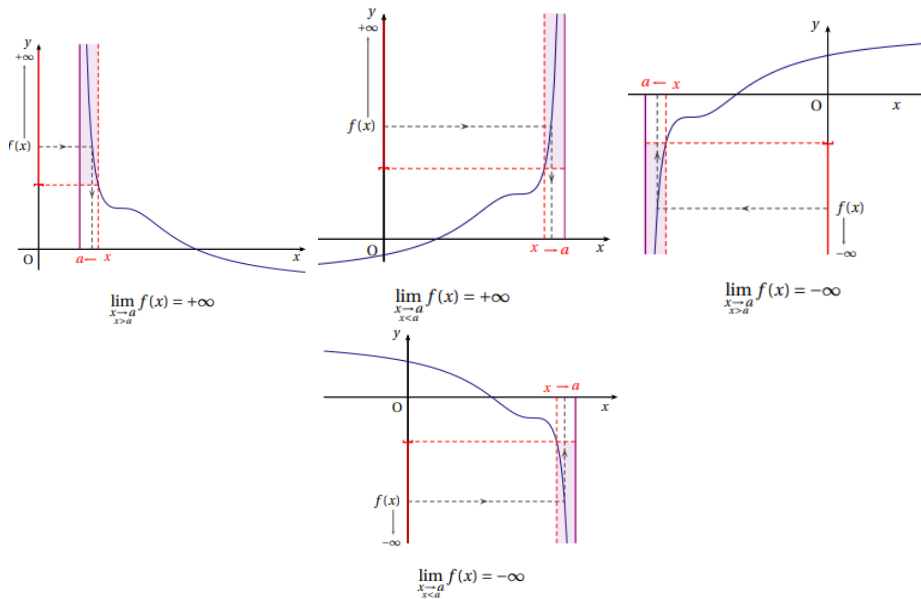 y
+∞
f(x)
O
a ← x
x
lim f(x) = +∞
x→a
x>a
y
+∞
f(x)
O
x → a
x
lim f(x) = +∞
x→a
x<a
y
a ← x
O
x
f(x)
−∞
lim f(x) = −∞
x→a
x>a
y
x → a
O
x
f(x)
−∞
lim f(x) = −∞
x→a
x<a